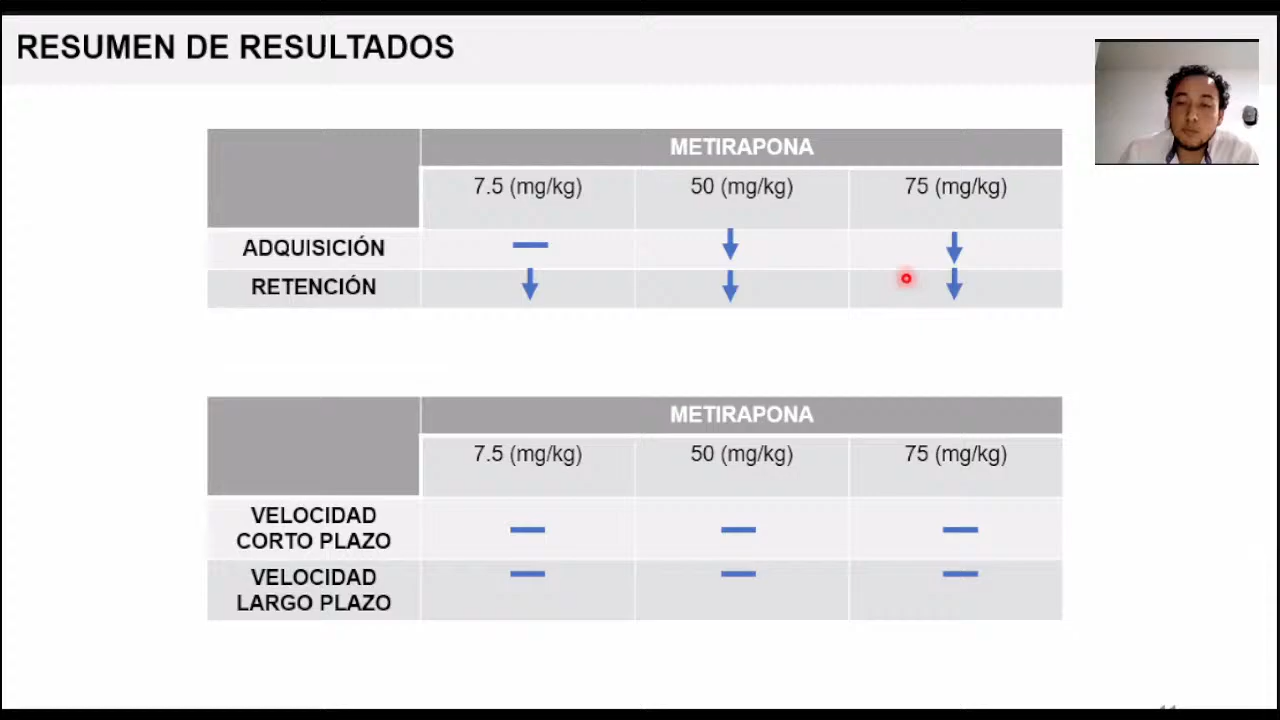 RESUMEN DE RESULTADOS
METIRAPONA
7.5 (mg/kg) 50 (mg/kg) 75 (mg/kg)
ADQUISICIÓN
RETENCIÓN
METIRAPONA
7.5 (mg/kg) 50 (mg/kg) 75 (mg/kg)
VELOCIDAD
CORTO PLAZO
VELOCIDAD
LARGO PLAZO